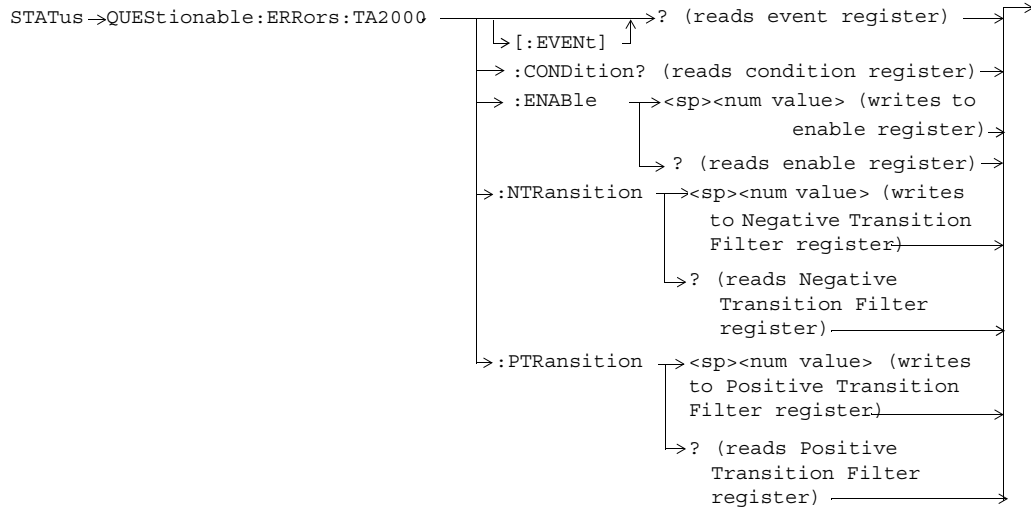 STATus QUEStionable:ERRors:TA2000 ? (reads event register)
[:EVENt]
:CONDition? (reads condition register)
:ENABle <sp><num value> (writes to
enable register)
? (reads enable register)
:NTRansition <sp><num value> (writes
to Negative Transition
Filter register)
? (reads Negative
Transition Filter
register)
:PTRansition <sp><num value> (writes
to Positive Transition
Filter register)
? (reads Positive
Transition Filter
register)